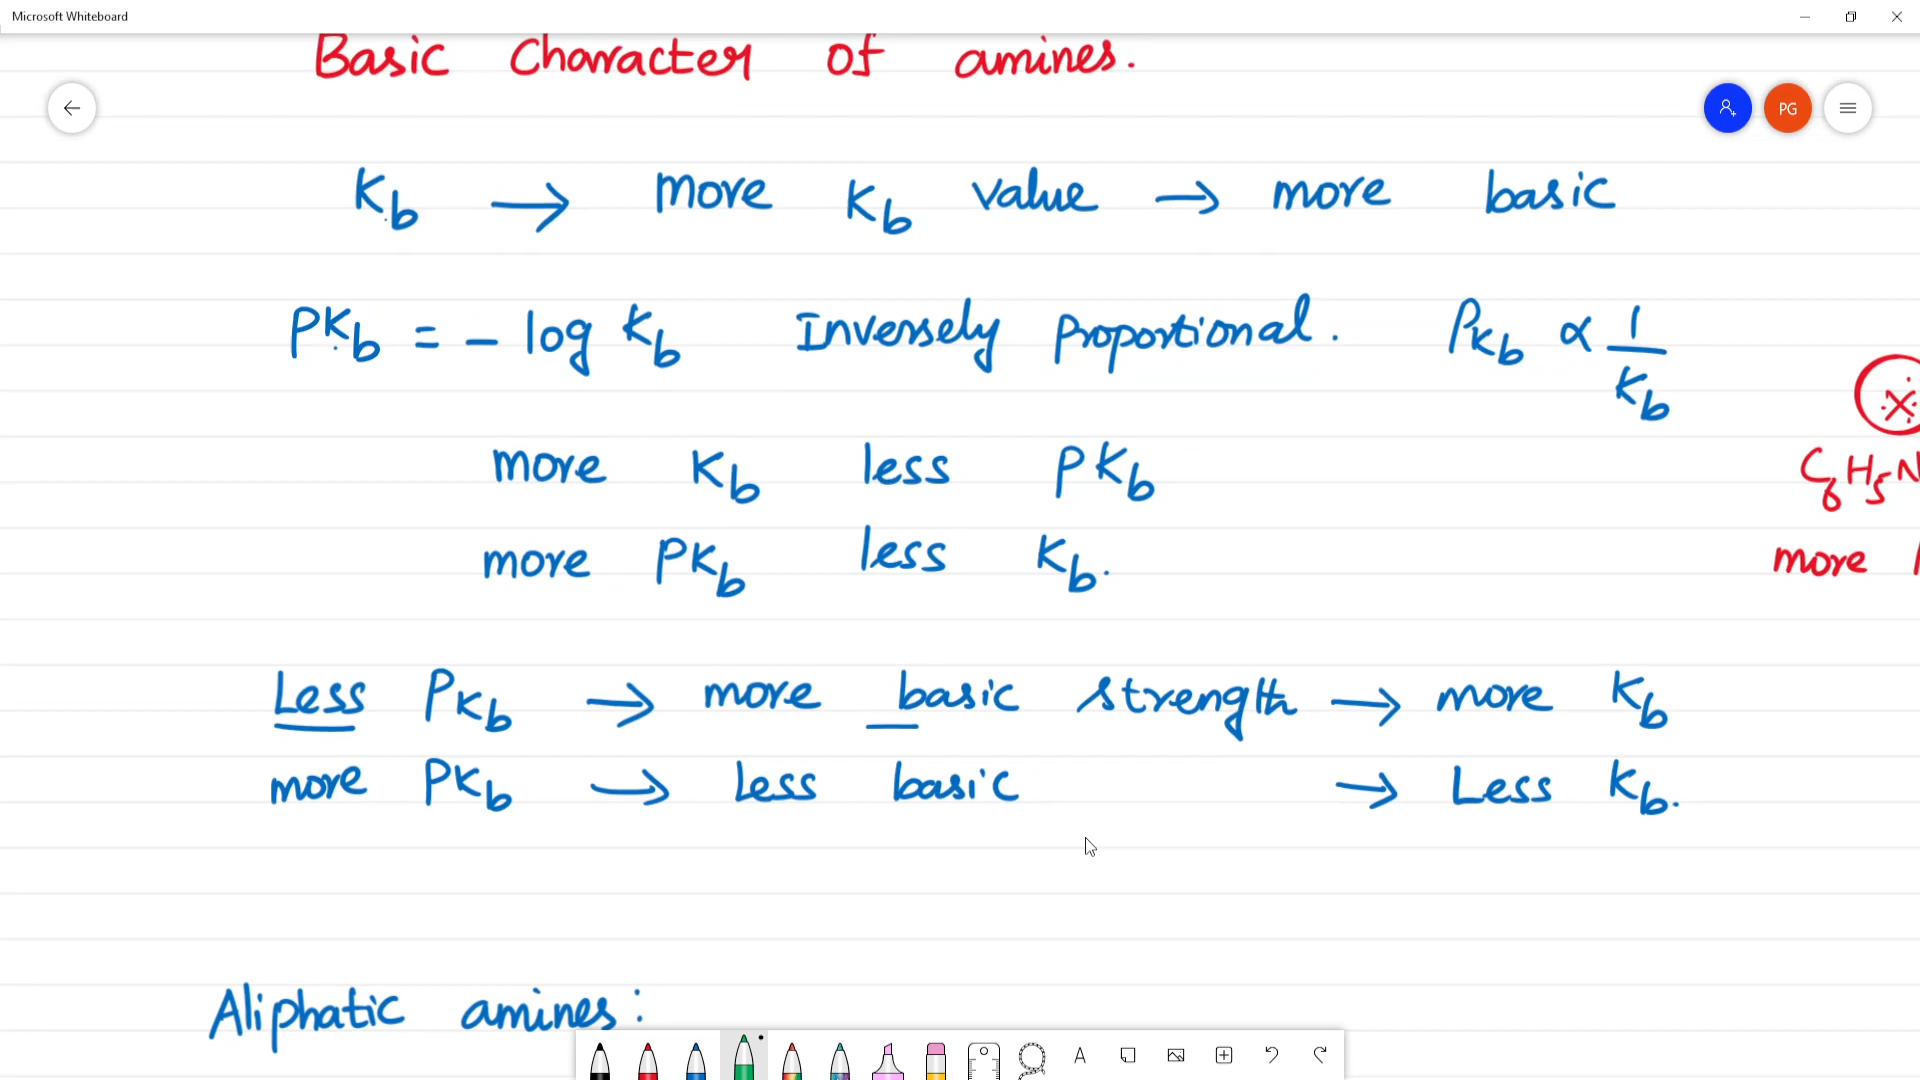 Microsoft Whiteboard
Basic Character of amines.
PG
Kb → more Kb value → more basic
PKb = - log Kb Inversely Proportional. PKb ∝ 1/Kb
C6H5N
more Kb less PKb
more PKb less Kb.
more
Less PKb → more basic strength → more Kb
more PKb → Less basic → Less Kb.
Aliphatic amines:
A